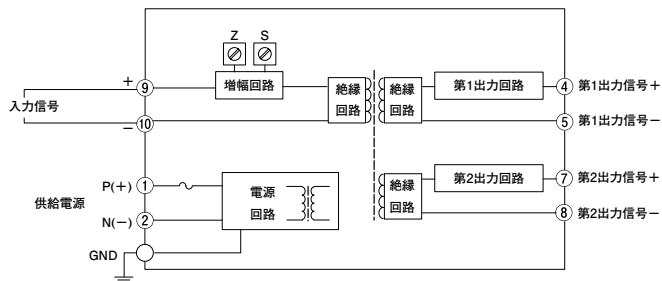 Z S
+ ⑨ 増幅回路 絶縁 絶縁 第1出力回路 ④ 第1出力信号+
入力信号 回路 回路
− ⑩ ⑤ 第1出力信号−
P(+) ① 電源 絶縁 第2出力回路 ⑦ 第2出力信号+
供給電源 回路 回路
N(−) ② ⑧ 第2出力信号−
GND